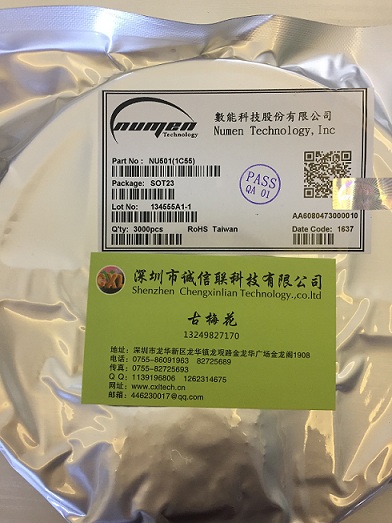 numen
Technology
數能科技股份有限公司
Numen Technology,Inc
Part No : NU501(1C55)
Package: SOT23
Lot No: 134555A1-1
Q'ty: 3000pcs RoHS Taiwan
PASS
QA 01
AA6080473000010
Date Code: 1637
深圳市诚信联科技有限公司
Shenzhen Chengxinlian Technology.,co.ltd
古梅花
13249827170
地址：深圳市龙华新区龙华镇龙观路金龙华广场金龙阁1908
电话：0755-86091963 82725689
传真：0755-82725693
Q Q：1139196806 1262314675
网址：www.cxltech.cn
邮箱：446230017@qq.com